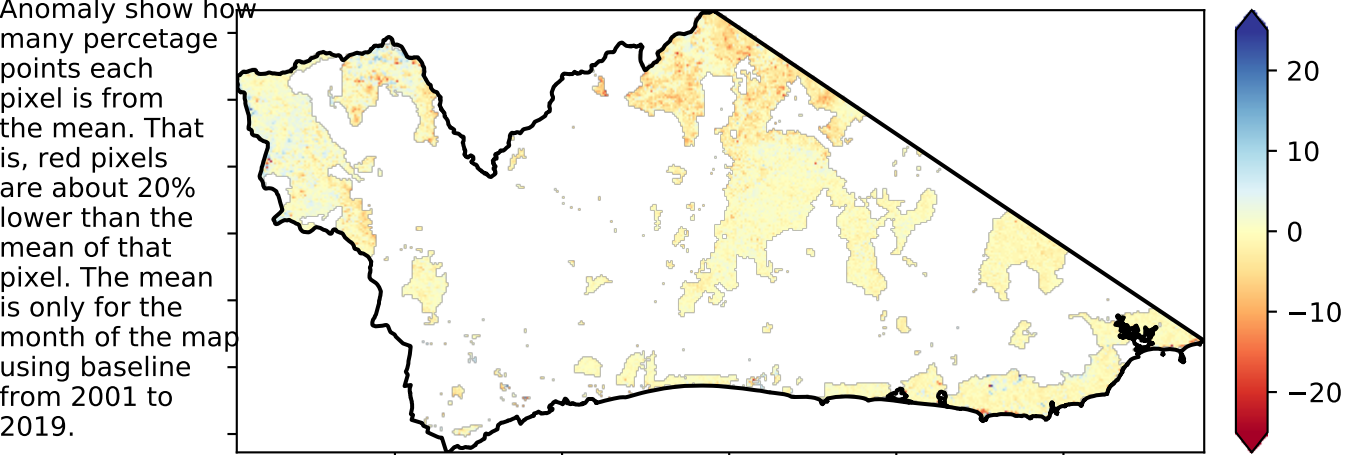 Anomaly show how
many percetage
points each
pixel is from
the mean. That
is, red pixels
are about 20%
lower than the
mean of that
pixel. The mean
is only for the
month of the map
using baseline
from 2001 to
2019.
20
10
0
−10
−20